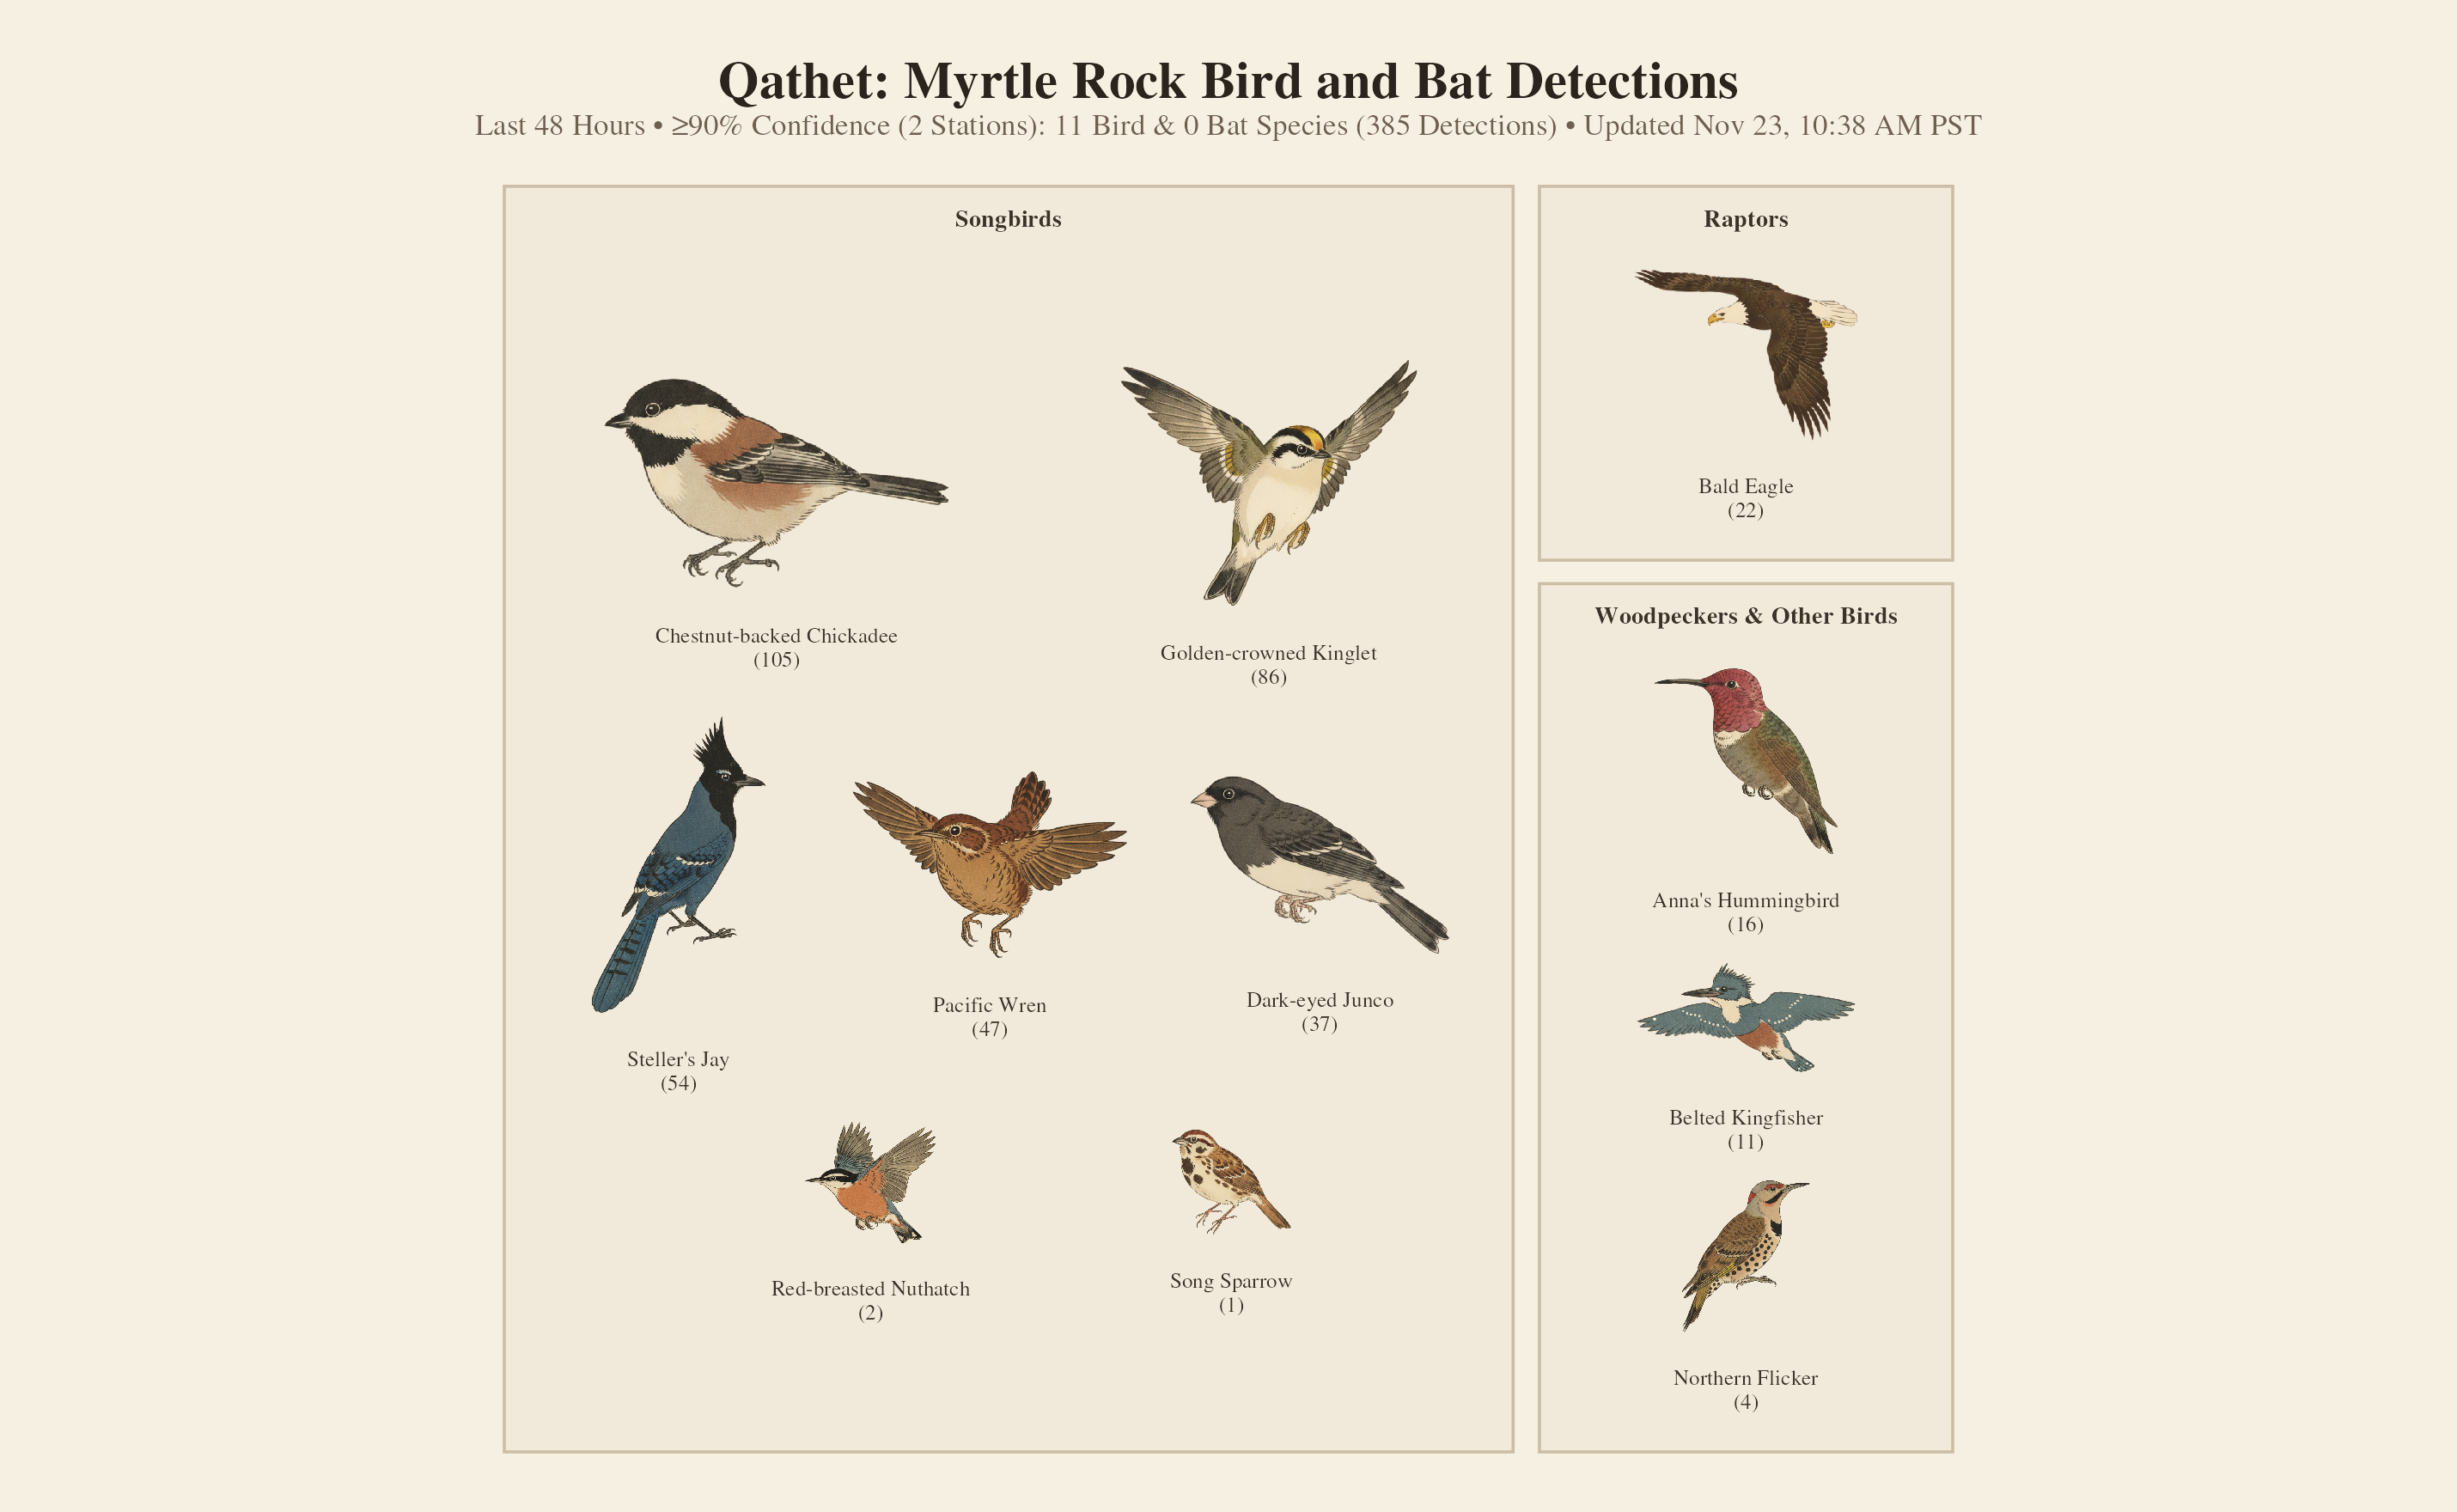 Qathet: Myrtle Rock Bird and Bat Detections
Last 48 Hours • ≥90% Confidence (2 Stations): 11 Bird & 0 Bat Species (385 Detections) • Updated Nov 23, 10:38 AM PST
Songbirds
Chestnut-backed Chickadee
(105)
Golden-crowned Kinglet
(86)
Steller's Jay
(54)
Pacific Wren
(47)
Dark-eyed Junco
(37)
Red-breasted Nuthatch
(2)
Song Sparrow
(1)
Raptors
Bald Eagle
(22)
Woodpeckers & Other Birds
Anna's Hummingbird
(16)
Belted Kingfisher
(11)
Northern Flicker
(4)